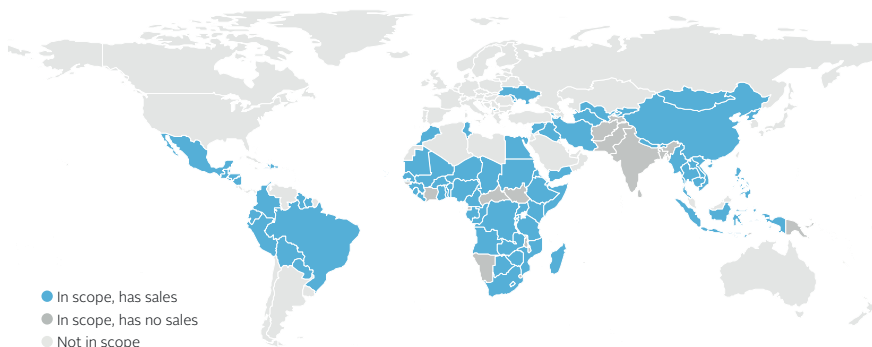 In scope, has sales
In scope, has no sales
Not in scope